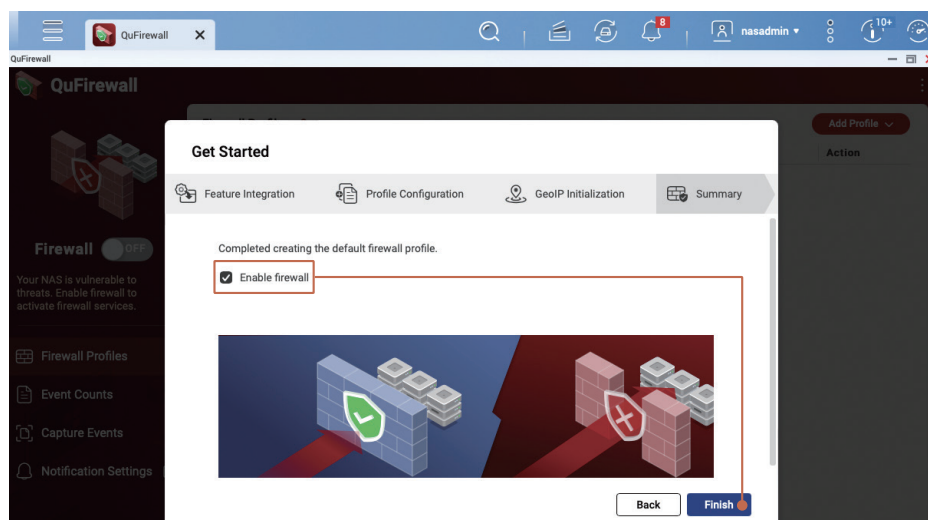 QuFirewall
8
nasadmin
10+
QuFirewall
QuFirewall
Add Profile
Action
Get Started
Feature Integration
Profile Configuration
GeoIP Initialization
Summary
Firewall OFF
Your NAS is vulnerable to
threats. Enable firewall to
activate firewall services.
Completed creating the default firewall profile.
Enable firewall
Firewall Profiles
Event Counts
Capture Events
Notification Settings
Back
Finish